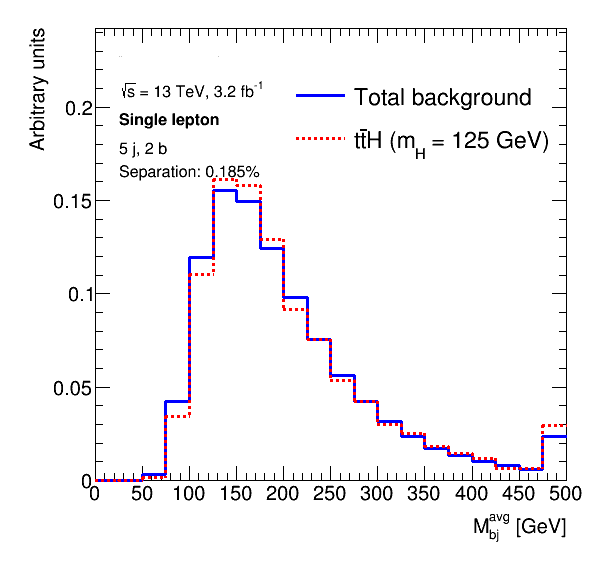 Arbitrary units
√s = 13 TeV, 3.2 fb⁻¹
Single lepton
5 j, 2 b
Separation: 0.185%
Total background
tt̄H (m_H = 125 GeV)
0.2
0.15
0.1
0.05
0
0 50 100 150 200 250 300 350 400 450 500
M_bj^avg [GeV]